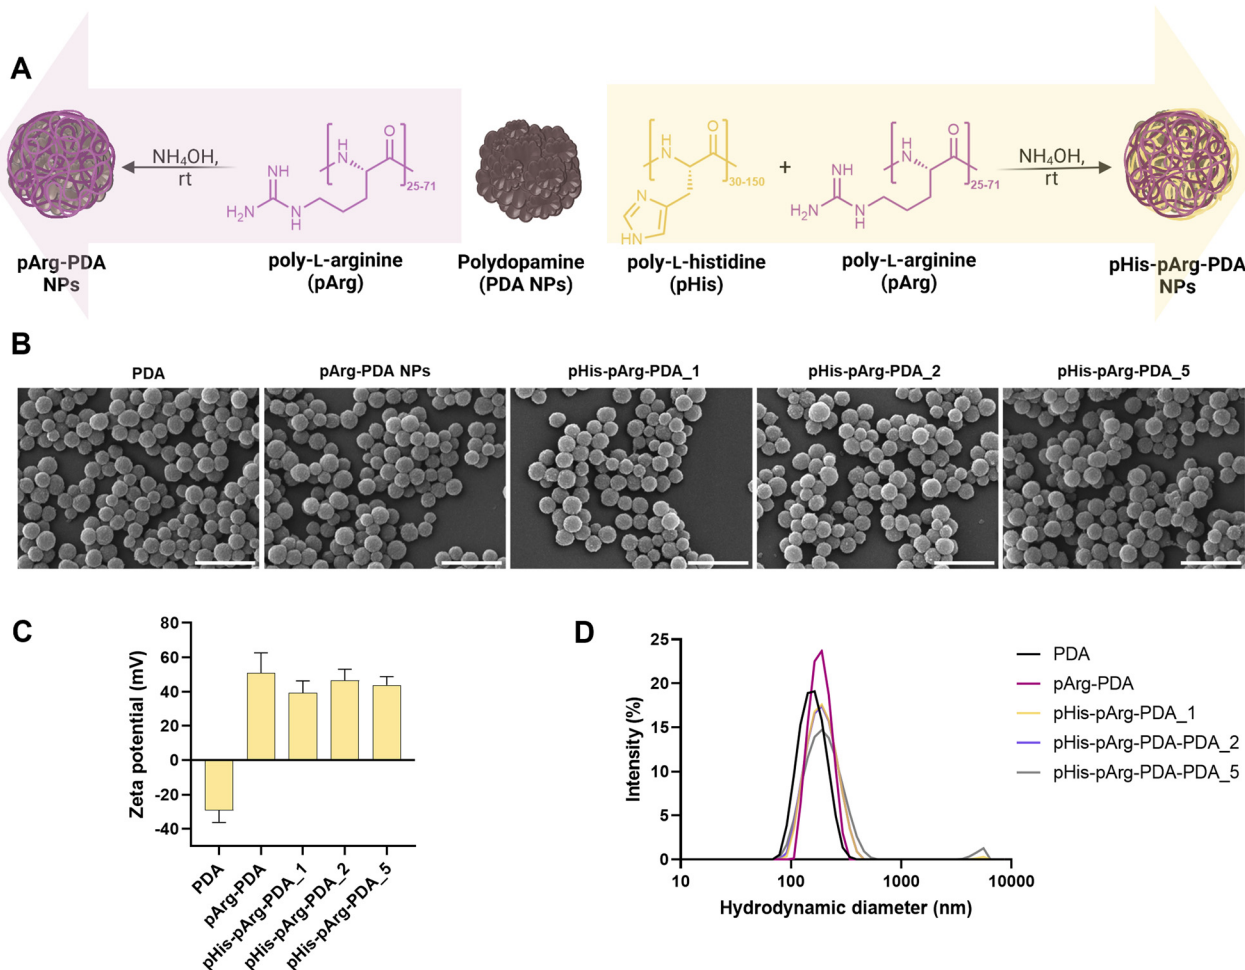 A
NH₄OH,
rt
NH
H₂N
N
H
H
N
O
25-71
H
N
O
30-150
N
HN
+
NH
H₂N
N
H
H
N
O
25-71
NH₄OH,
rt
pArg-PDA
NPs
poly-L-arginine
(pArg)
Polydopamine
(PDA NPs)
poly-L-histidine
(pHis)
poly-L-arginine
(pArg)
pHis-pArg-PDA
NPs
B
PDA
pArg-PDA NPs
pHis-pArg-PDA_1
pHis-pArg-PDA_2
pHis-pArg-PDA_5
C
Zeta potential (mV)
80
60
40
20
0
-20
-40
PDA
pArg-PDA
pHis-pArg-PDA_1
pHis-pArg-PDA_2
pHis-pArg-PDA_5
D
Intensity (%)
25
20
15
10
5
0
10
100
1000
10000
Hydrodynamic diameter (nm)
PDA
pArg-PDA
pHis-pArg-PDA_1
pHis-pArg-PDA-PDA_2
pHis-pArg-PDA-PDA_5